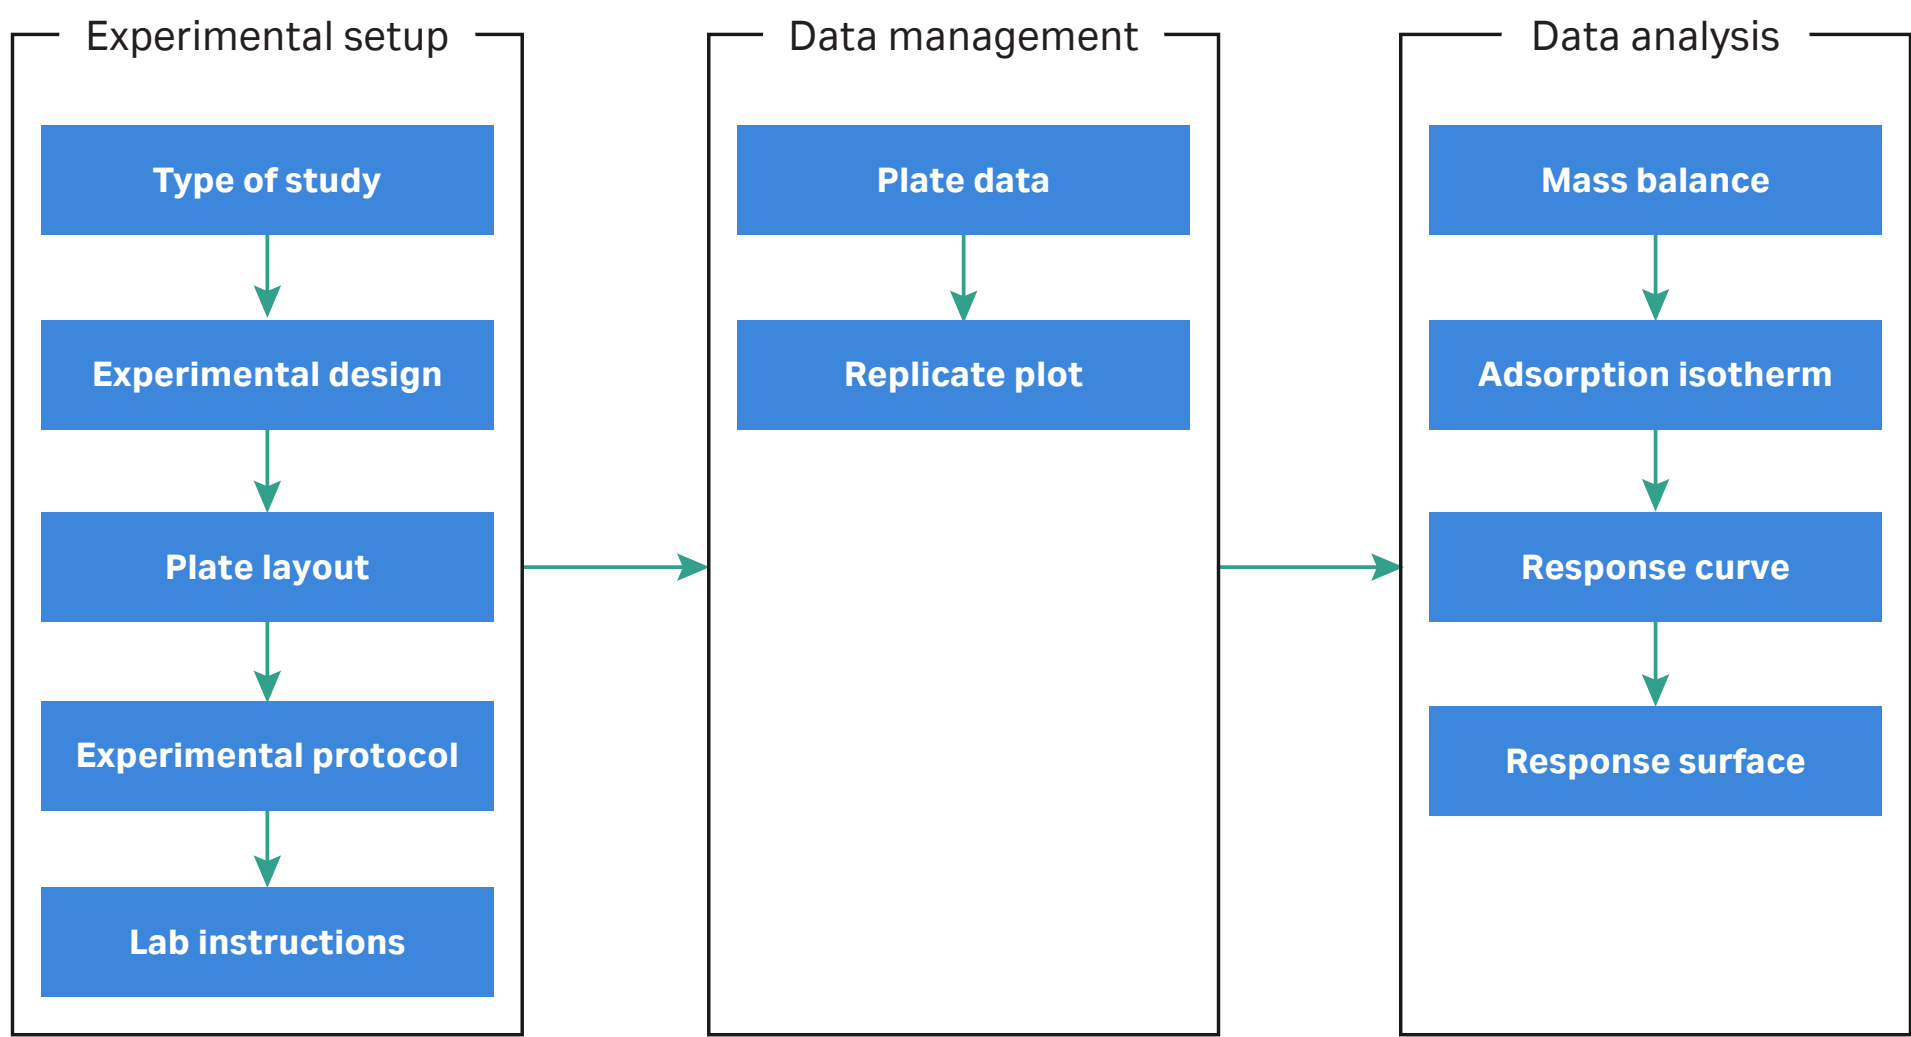 Experimental setup
Type of study
Experimental design
Plate layout
Experimental protocol
Lab instructions
Data management
Plate data
Replicate plot
Data analysis
Mass balance
Adsorption isotherm
Response curve
Response surface